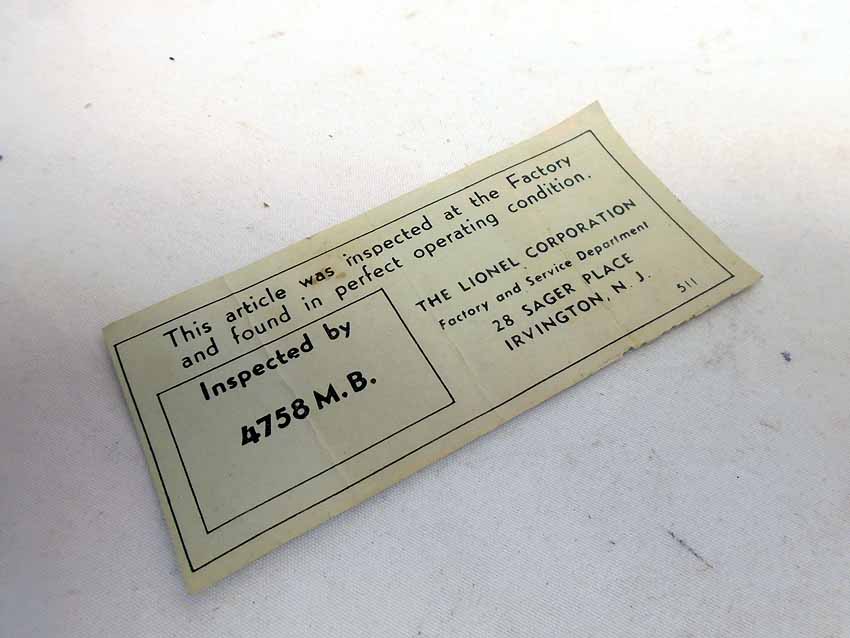 This article was inspected at the Factory
and found in perfect operating condition.
Inspected by
4758 M.B.
THE LIONEL CORPORATION
Factory and Service Department
28 SAGER PLACE
IRVINGTON, N. J.
511